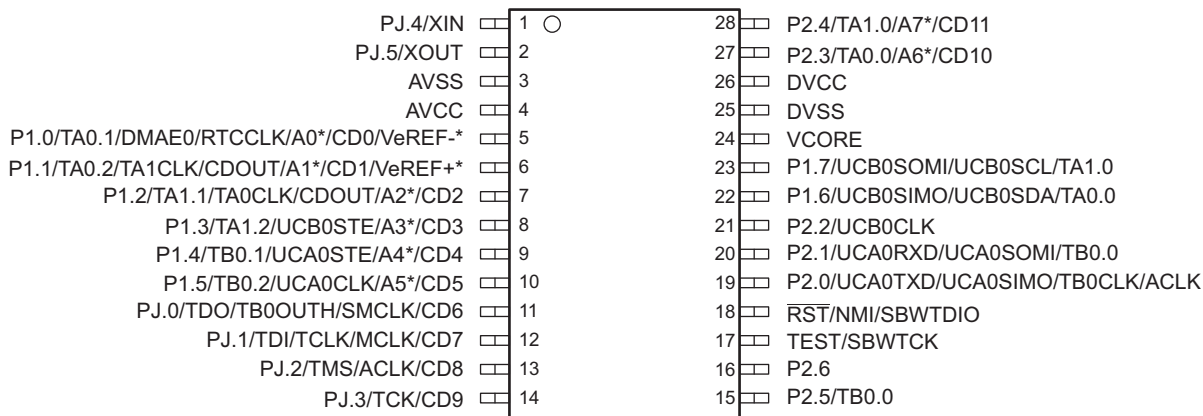 PJ.4/XIN 1 28 P2.4/TA1.0/A7*/CD11
PJ.5/XOUT 2 27 P2.3/TA0.0/A6*/CD10
AVSS 3 26 DVCC
AVCC 4 25 DVSS
P1.0/TA0.1/DMAE0/RTCCLK/A0*/CD0/VeREF-* 5 24 VCORE
P1.1/TA0.2/TA1CLK/CDOUT/A1*/CD1/VeREF+* 6 23 P1.7/UCB0SOMI/UCB0SCL/TA1.0
P1.2/TA1.1/TA0CLK/CDOUT/A2*/CD2 7 22 P1.6/UCB0SIMO/UCB0SDA/TA0.0
P1.3/TA1.2/UCB0STE/A3*/CD3 8 21 P2.2/UCB0CLK
P1.4/TB0.1/UCA0STE/A4*/CD4 9 20 P2.1/UCA0RXD/UCA0SOMI/TB0.0
P1.5/TB0.2/UCA0CLK/A5*/CD5 10 19 P2.0/UCA0TXD/UCA0SIMO/TB0CLK/ACLK
PJ.0/TDO/TB0OUTH/SMCLK/CD6 11 18 RST/NMI/SBWTDIO
PJ.1/TDI/TCLK/MCLK/CD7 12 17 TEST/SBWTCK
PJ.2/TMS/ACLK/CD8 13 16 P2.6
PJ.3/TCK/CD9 14 15 P2.5/TB0.0